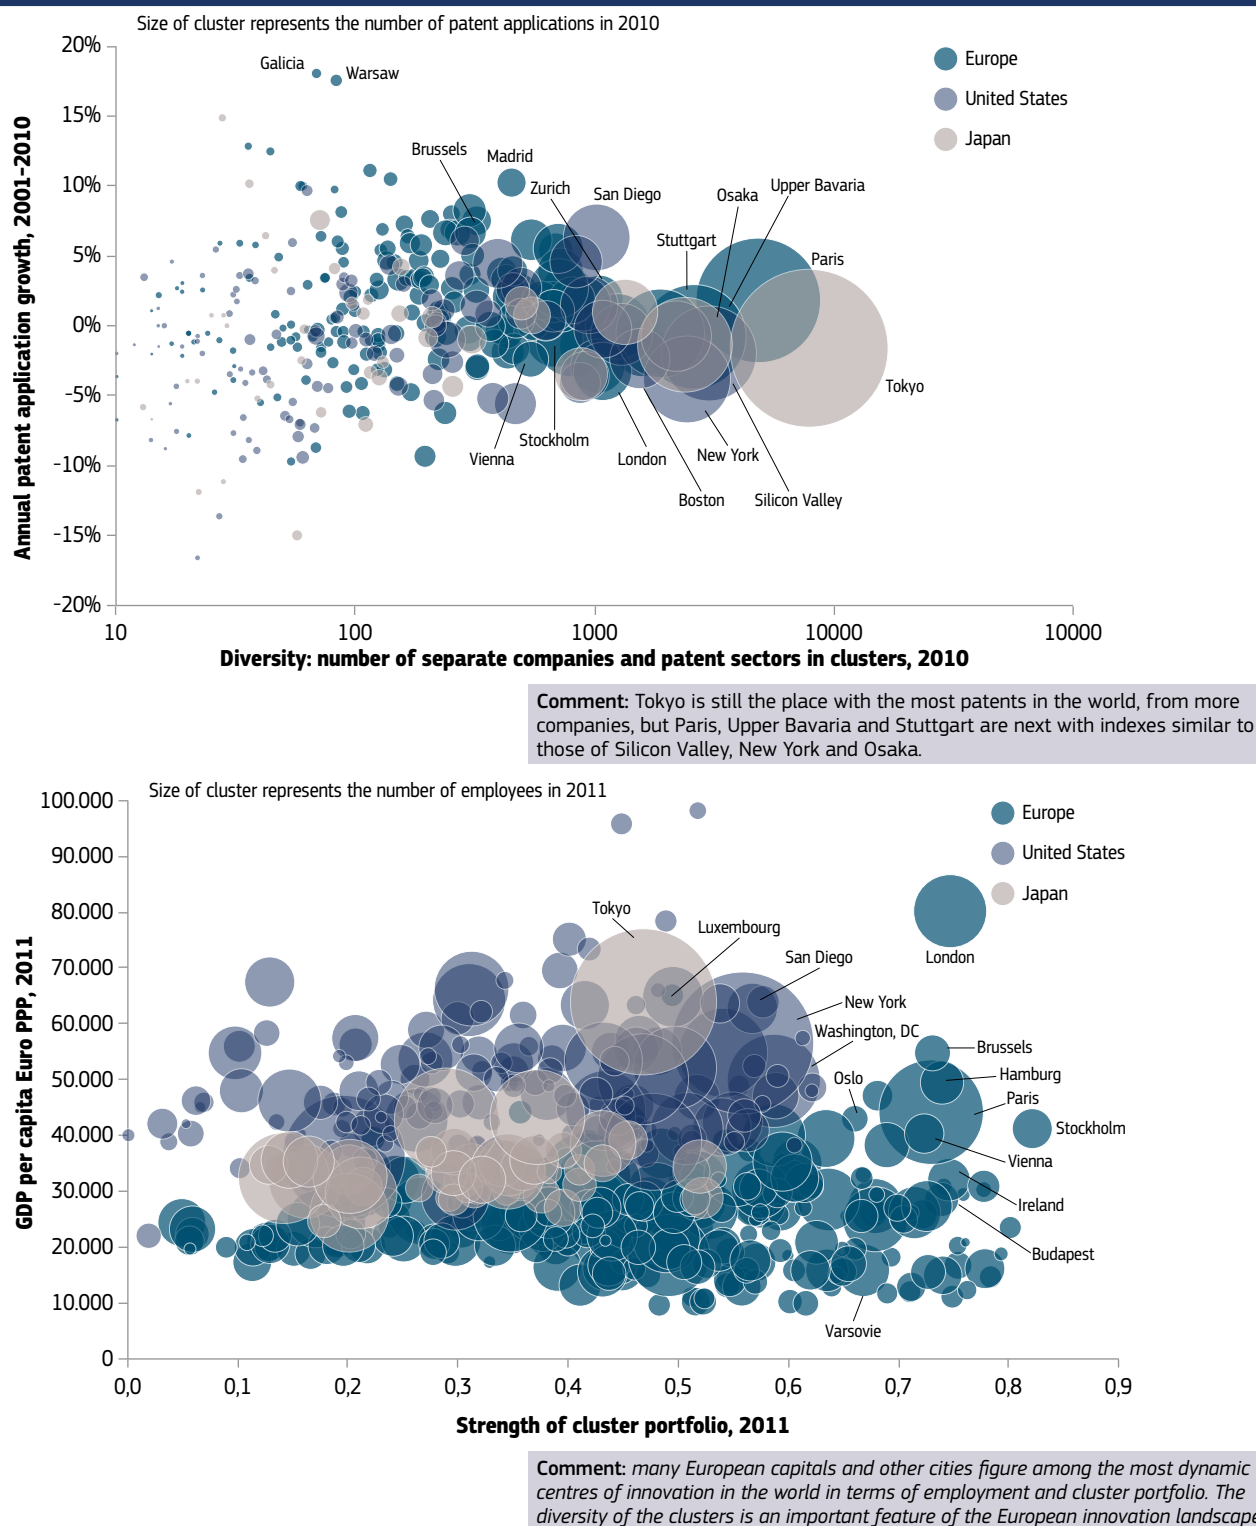 Size of cluster represents the number of patent applications in 2010
Annual patent application growth, 2001-2010
20%
15%
10%
5%
0%
-5%
-10%
-15%
-20%
Europe
United States
Japan
Galicia
Warsaw
Brussels
Madrid
Zurich
San Diego
Stuttgart
Osaka
Upper Bavaria
Paris
Tokyo
Vienna
Stockholm
London
Boston
New York
Silicon Valley
10
100
1000
10000
10000
Diversity: number of separate companies and patent sectors in clusters, 2010
Comment: Tokyo is still the place with the most patents in the world, from more
companies, but Paris, Upper Bavaria and Stuttgart are next with indexes similar to
those of Silicon Valley, New York and Osaka.
Size of cluster represents the number of employees in 2011
GDP per capita Euro PPP, 2011
100.000
90.000
80.000
70.000
60.000
50.000
40.000
30.000
20.000
10.000
0
Europe
United States
Japan
Tokyo
Luxembourg
San Diego
New York
Washington, DC
Oslo
London
Brussels
Hamburg
Paris
Stockholm
Vienna
Ireland
Budapest
Varsovie
0,0
0,1
0,2
0,3
0,4
0,5
0,6
0,7
0,8
0,9
Strength of cluster portfolio, 2011
Comment: many European capitals and other cities figure among the most dynamic
centres of innovation in the world in terms of employment and cluster portfolio. The
diversity of the clusters is an important feature of the European innovation landscap